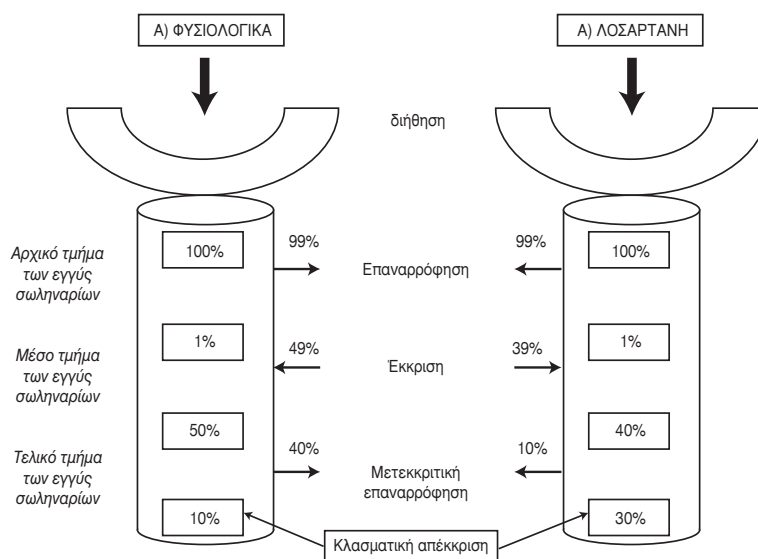 Α) ΦΥΣΙΟΛΟΓΙΚΑ
Α) ΛΟΣΑΡΤΑΝΗ
διήθηση
Αρχικό τμήμα
των εγγύς
σωληναρίων
100%
99%
Επαναρρόφηση
99%
100%
Μέσο τμήμα
των εγγύς
σωληναρίων
1%
49%
Έκκριση
39%
1%
50%
40%
Τελικό τμήμα
των εγγύς
σωληναρίων
40%
Μετεκκριτική
επαναρρόφηση
10%
10%
Κλασματική απέκκριση
30%